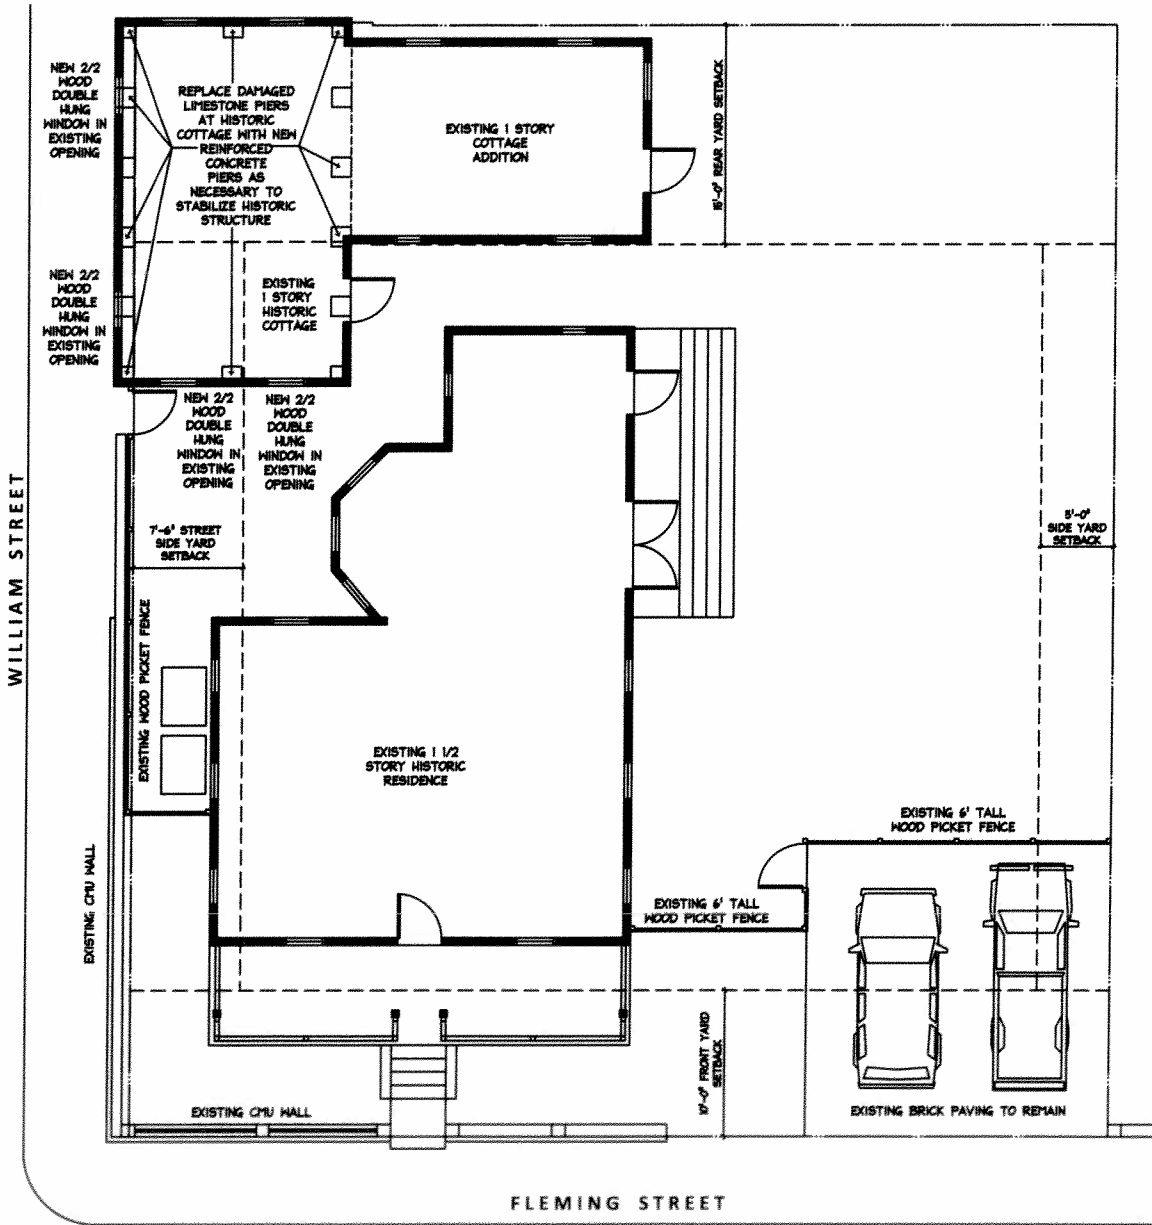 NEW 2/2
WOOD
DOUBLE
HUNG
WINDOW IN
EXISTING
OPENING
REPLACE DAMAGED
LIMESTONE PIERS
AT HISTORIC
COTTAGE WITH NEW
REINFORCED
CONCRETE
PIERS AS
NECESSARY TO
STABILIZE HISTORIC
STRUCTURE
EXISTING 1 STORY
COTTAGE
ADDITION
15'-0" REAR YARD SETBACK
NEW 2/2
WOOD
DOUBLE
HUNG
WINDOW IN
EXISTING
OPENING
EXISTING
1 STORY
HISTORIC
COTTAGE
NEW 2/2
WOOD
DOUBLE
HUNG
WINDOW IN
EXISTING
OPENING
NEW 2/2
WOOD
DOUBLE
HUNG
WINDOW IN
EXISTING
OPENING
WILLIAM STREET
7'-6" STREET
SIDE YARD
SETBACK
5'-0"
SIDE YARD
SETBACK
EXISTING WOOD PICKET FENCE
EXISTING 1 1/2
STORY HISTORIC
RESIDENCE
EXISTING 6' TALL
WOOD PICKET FENCE
EXISTING CMU WALL
EXISTING 6' TALL
WOOD PICKET FENCE
10'-0" FRONT YARD
SETBACK
EXISTING CMU WALL
EXISTING BRICK PAVING TO REMAIN
FLEMING STREET